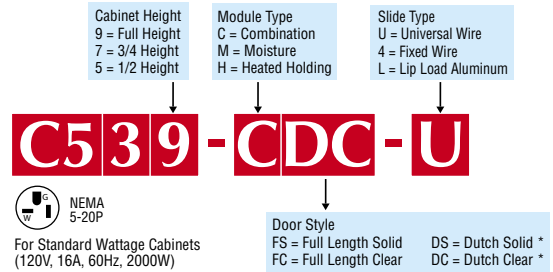 Cabinet Height
9 = Full Height
7 = 3/4 Height
5 = 1/2 Height
Module Type
C = Combination
M = Moisture
H = Heated Holding
Slide Type
U = Universal Wire
4 = Fixed Wire
L = Lip Load Aluminum
C539-CDC-U
G
W
NEMA
5-20P
For Standard Wattage Cabinets
(120V, 16A, 60Hz, 2000W)
Door Style
FS = Full Length Solid DS = Dutch Solid *
FC = Full Length Clear DC = Dutch Clear *